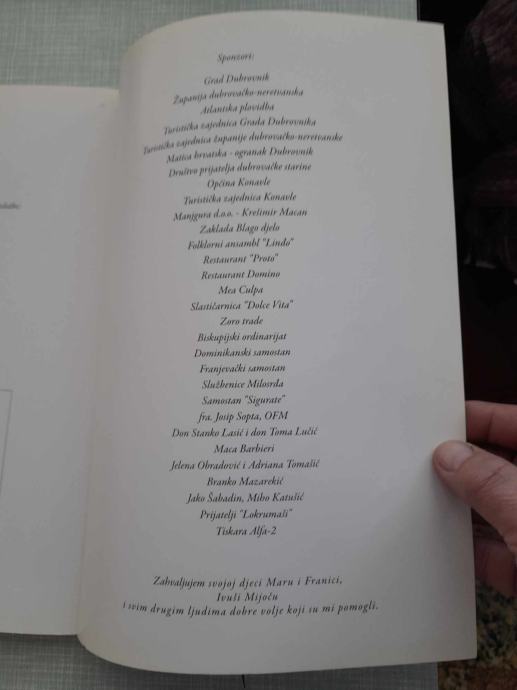 Sponzori:
Grad Dubrovnik
Županija dubrovačko-neretvanska
Atlantska plovidba
Turistička zajednica Grada Dubrovnika
Turistička zajednica županije dubrovačko-neretvanske
Matica hrvatska - ogranak Dubrovnik
Društvo prijatelja dubrovačke starine
Općina Konavle
Turistička zajednica Konavle
Manjgura d.o.o. - Krešimir Macan
Zaklada Blago djelo
Folklorni ansambl "Linđo"
Restaurant "Proto"
Restaurant Domino
Mea Culpa
Slastičarnica "Dolce Vita"
Zoro trade
Biskupijski ordinarijat
Dominikanski samostan
Franjevački samostan
Službenice Milosrđa
Samostan "Sigurate"
fra. Josip Sopta, OFM
Don Stanko Lasić i don Toma Lučić
Maca Barbieri
Jelena Obradović i Adriana Tomašić
Branko Mazarekić
Jako Šabadin, Miho Katušić
Prijatelji "Lokrumaši"
Tiskara Alfa-2
Zahvaljujem svojoj djeci Maru i Franici,
Ivuši Mijoču
i svim drugim ljudima dobre volje koji su mi pomogli.